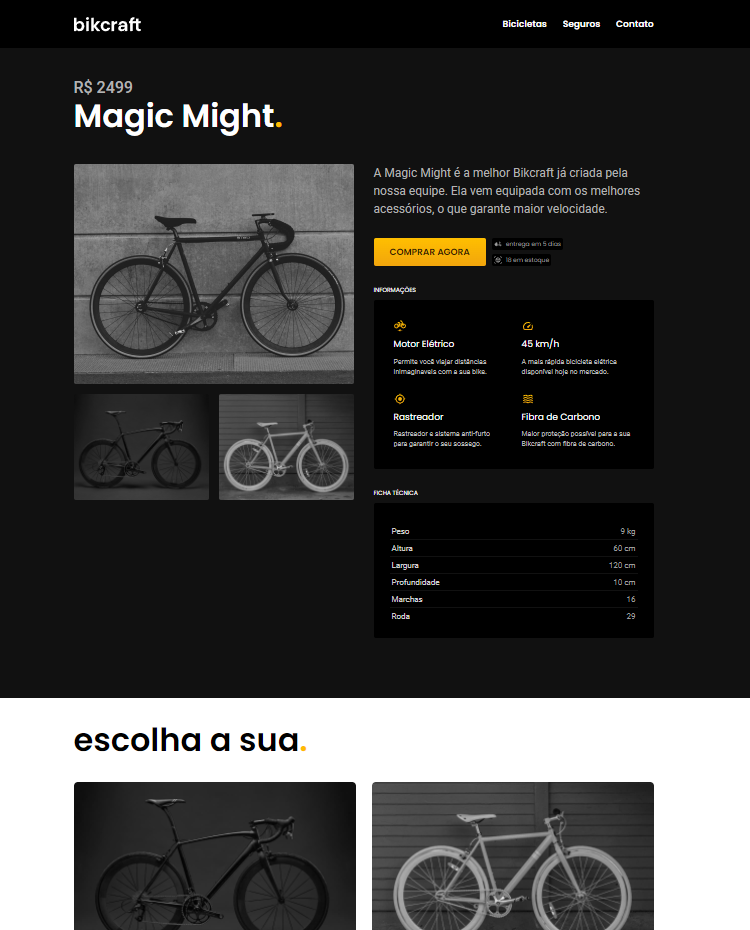 bikcraft
Bicicletas
Seguros
Contato
R$ 2499
Magic Might.
A Magic Might é a melhor Bikcraft já criada pela
nossa equipe. Ela vem equipada com os melhores
acessórios, o que garante maior velocidade.
COMPRAR AGORA
entrega em 5 dias
18 em estoque
INFORMAÇÕES
Motor Elétrico
Permite você viajar distâncias
inimaginaveis com a sua bike.
45 km/h
A mais rápida bicicleta elétrica
disponível hoje no mercado.
Rastreador
Rastreador e sistema anti-furto
para garantir o seu sossego.
Fibra de Carbono
Maior proteção possível para a sua
Bikcraft com fibra de carbono.
FICHA TÉCNICA
Peso 9 kg
Altura 60 cm
Largura 120 cm
Profundidade 10 cm
Marchas 16
Roda 29
escolha a sua.